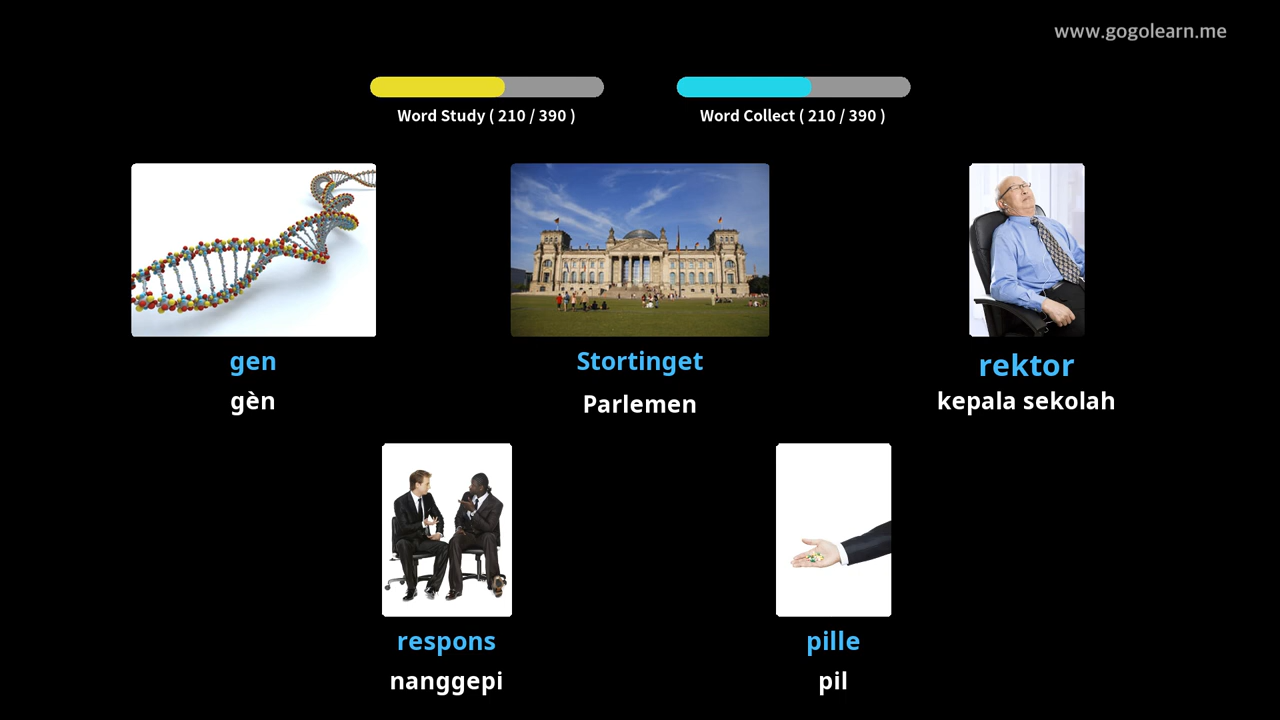 www.gogolearn.me
Word Study ( 210 / 390 )
Word Collect ( 210 / 390 )
gen
gèn
Stortinget
Parlemen
rektor
kepala sekolah
respons
nanggepi
pille
pil